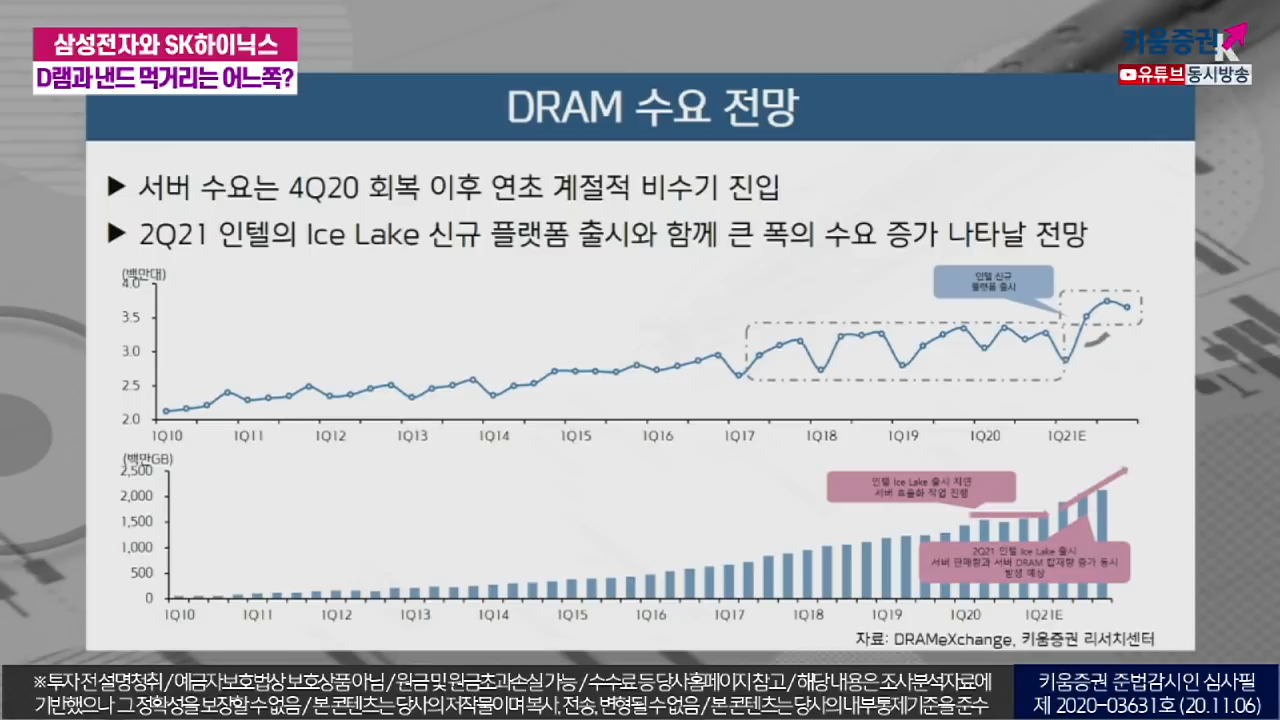 삼성전자와 SK하이닉스
D램과 낸드 먹거리는 어느쪽?
키움증권
유튜브 동시방송
DRAM 수요 전망
▶ 서버 수요는 4Q20 회복 이후 연초 계절적 비수기 진입
▶ 2Q21 인텔의 Ice Lake 신규 플랫폼 출시와 함께 큰 폭의 수요 증가 나타날 전망
(백만대)
4.0
3.5
3.0
2.5
2.0
인텔 신규
플랫폼 출시
1Q10 1Q11 1Q12 1Q13 1Q14 1Q15 1Q16 1Q17 1Q18 1Q19 1Q20 1Q21E
(백만GB)
2,500
2,000
1,500
1,000
500
0
인텔 Ice Lake 출시 지연
서버 효율화 작업 진행
2Q21 인텔 Ice Lake 출시
서버 판매량과 서버 DRAM 탑재량 증가 동시
발생 예상
1Q10 1Q11 1Q12 1Q13 1Q14 1Q15 1Q16 1Q17 1Q18 1Q19 1Q20 1Q21E
자료: DRAMeXchange, 키움증권 리서치센터
※ 투자 전 설명청취 / 예금자보호법상 보호상품 아님 / 원금 및 원금초과손실 가능 / 수수료 등 당사홈페이지 참고 / 해당 내용은 조사분석자료에
기반했으나 그 정확성을 보장할 수 없음 / 본 콘텐츠는 당사의 저작물이며 복사, 전송, 변형될 수 없음 / 본 콘텐츠는 당사의 내부통제기준을 준수
키움증권 준법감시인 심사필
제 2020-03631호 (20.11.06)